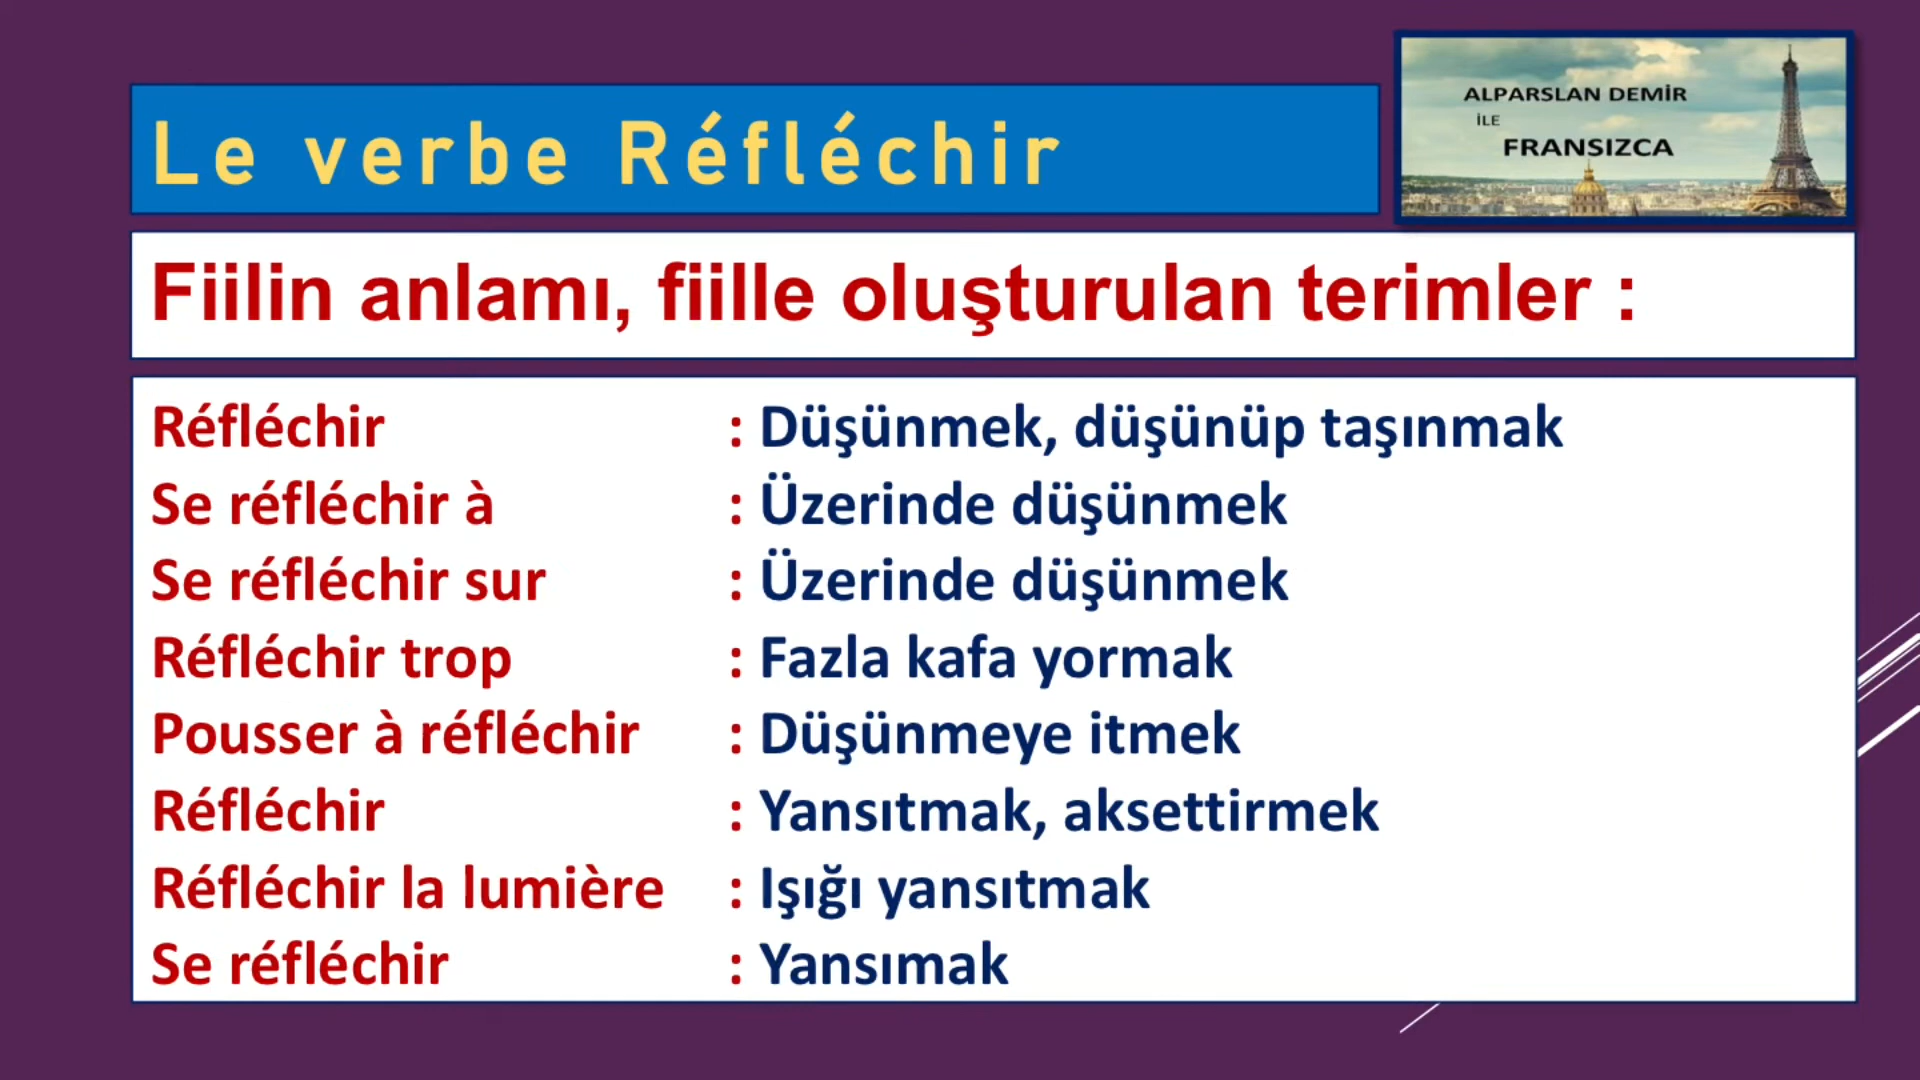 Le verbe Réfléchir
ALPARSLAN DEMİR
İLE
FRANSIZCA
Fiilin anlamı, fiille oluşturulan terimler :
Réfléchir : Düşünmek, düşünüp taşınmak
Se réfléchir à : Üzerinde düşünmek
Se réfléchir sur : Üzerinde düşünmek
Réfléchir trop : Fazla kafa yormak
Pousser à réfléchir : Düşünmeye itmek
Réfléchir : Yansıtmak, aksettirmek
Réfléchir la lumière : Işığı yansıtmak
Se réfléchir : Yansımak